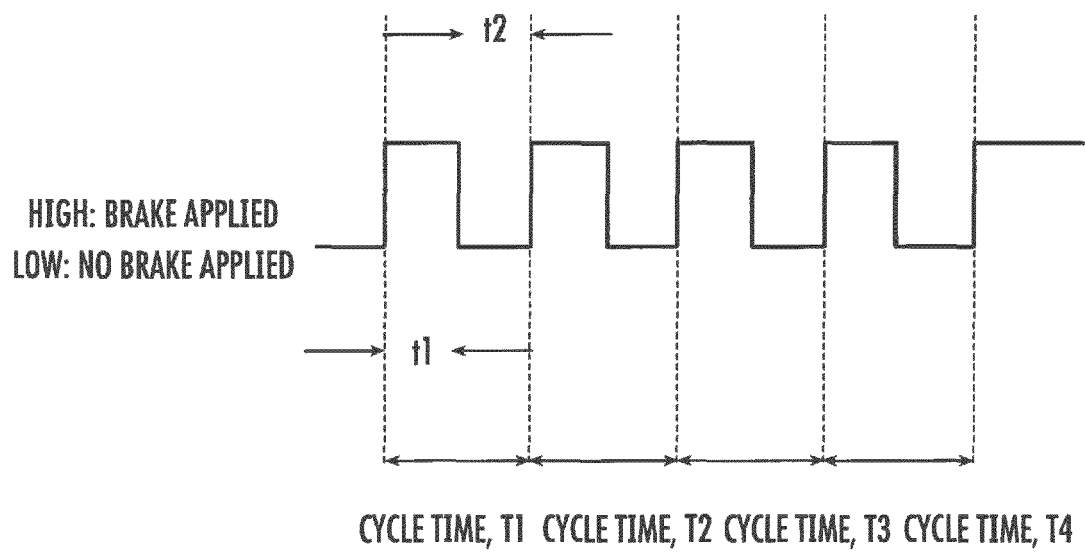 t2
HIGH: BRAKE APPLIED
LOW: NO BRAKE APPLIED
t1
CYCLE TIME, T1 CYCLE TIME, T2 CYCLE TIME, T3 CYCLE TIME, T4